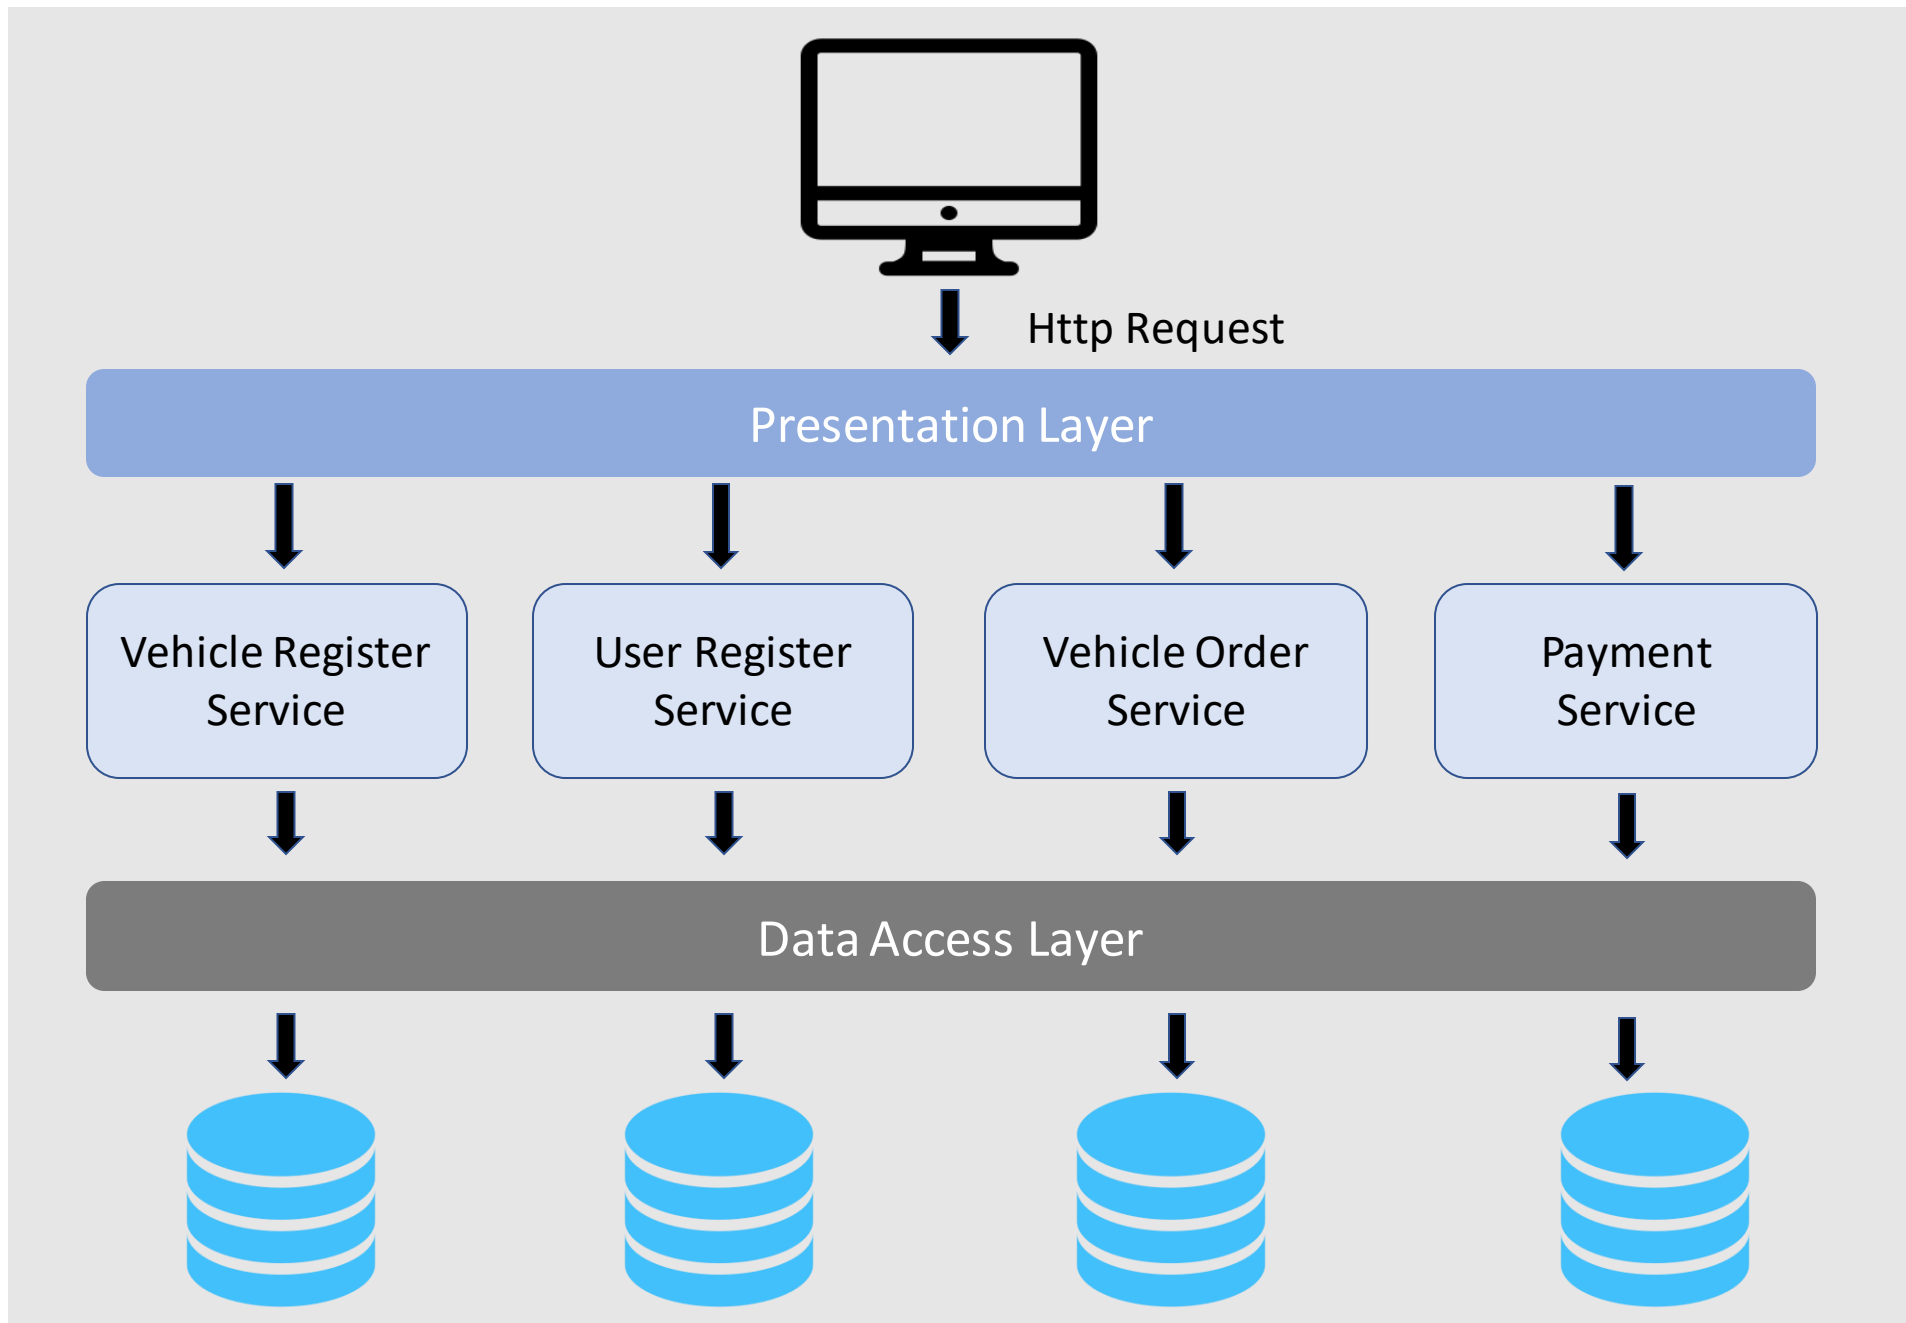 Http Request
Presentation Layer
Vehicle Register
Service
User Register
Service
Vehicle Order
Service
Payment
Service
Data Access Layer